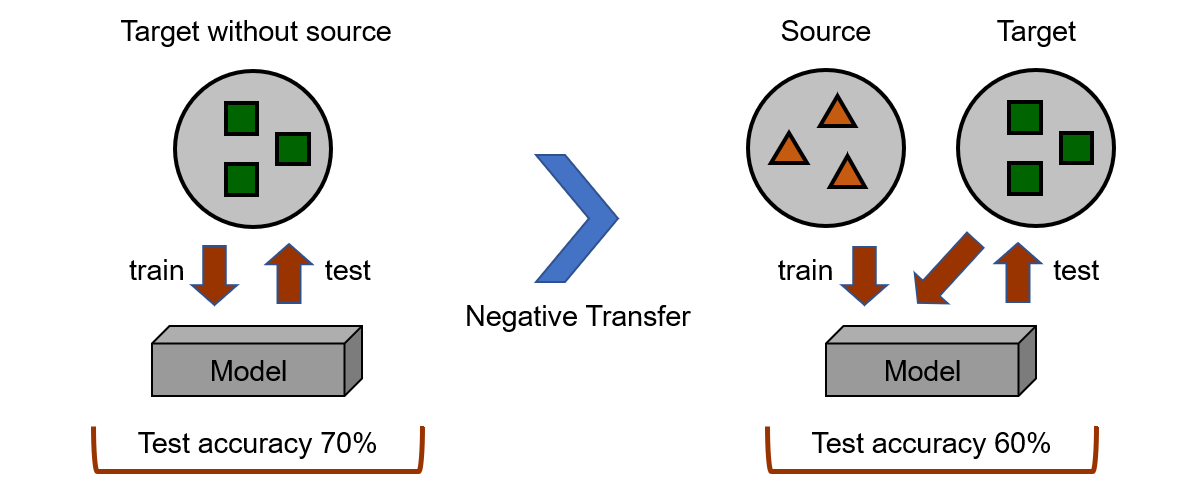 Target without source
train
test
Model
Test accuracy 70%
Negative Transfer
Source
Target
train
test
Model
Test accuracy 60%